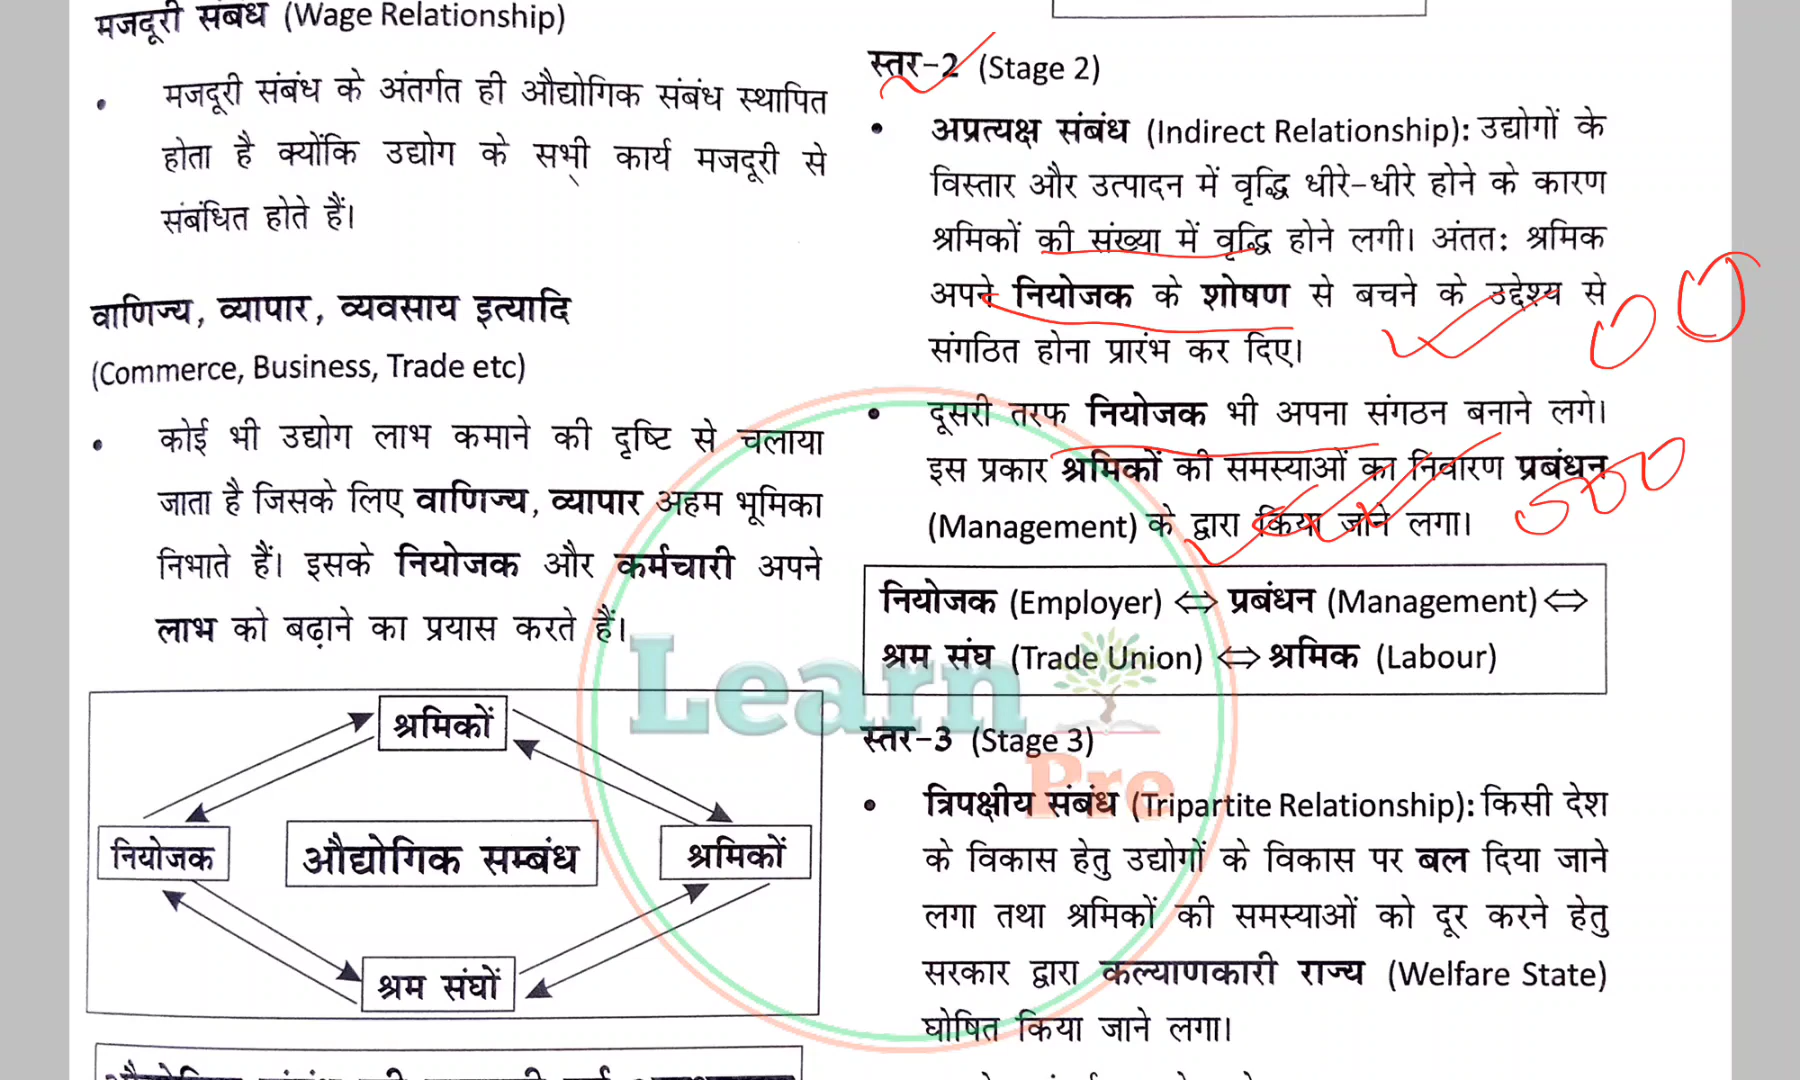 मजदूरी संबंध (Wage Relationship)
• मजदूरी संबंध के अंतर्गत ही औद्योगिक संबंध स्थापित
होता है क्योंकि उद्योग के सभी कार्य मजदूरी से
संबंधित होते हैं।
वाणिज्य, व्यापार, व्यवसाय इत्यादि
(Commerce, Business, Trade etc)
• कोई भी उद्योग लाभ कमाने की दृष्टि से चलाया
जाता है जिसके लिए वाणिज्य, व्यापार अहम भूमिका
निभाते हैं। इसके नियोजक और कर्मचारी अपने
लाभ को बढ़ाने का प्रयास करते हैं।
श्रमिकों
नियोजक
औद्योगिक सम्बंध
श्रमिकों
श्रम संघों
स्तर-2 (Stage 2)
• अप्रत्यक्ष संबंध (Indirect Relationship): उद्योगों के
विस्तार और उत्पादन में वृद्धि धीरे-धीरे होने के कारण
श्रमिकों की संख्या में वृद्धि होने लगी। अंततः श्रमिक
अपने नियोजक के शोषण से बचने के उद्देश्य से
संगठित होना प्रारंभ कर दिए।
• दूसरी तरफ नियोजक भी अपना संगठन बनाने लगे।
इस प्रकार श्रमिकों की समस्याओं का निवारण प्रबंधन
(Management) के द्वारा किया जाने लगा।
नियोजक (Employer) ⇔ प्रबंधन (Management) ⇔
श्रम संघ (Trade Union) ⇔ श्रमिक (Labour)
स्तर-3 (Stage 3)
• त्रिपक्षीय संबंध (Tripartite Relationship): किसी देश
के विकास हेतु उद्योगों के विकास पर बल दिया जाने
लगा तथा श्रमिकों की समस्याओं को दूर करने हेतु
सरकार द्वारा कल्याणकारी राज्य (Welfare State)
घोषित किया जाने लगा।
Learn
Pre